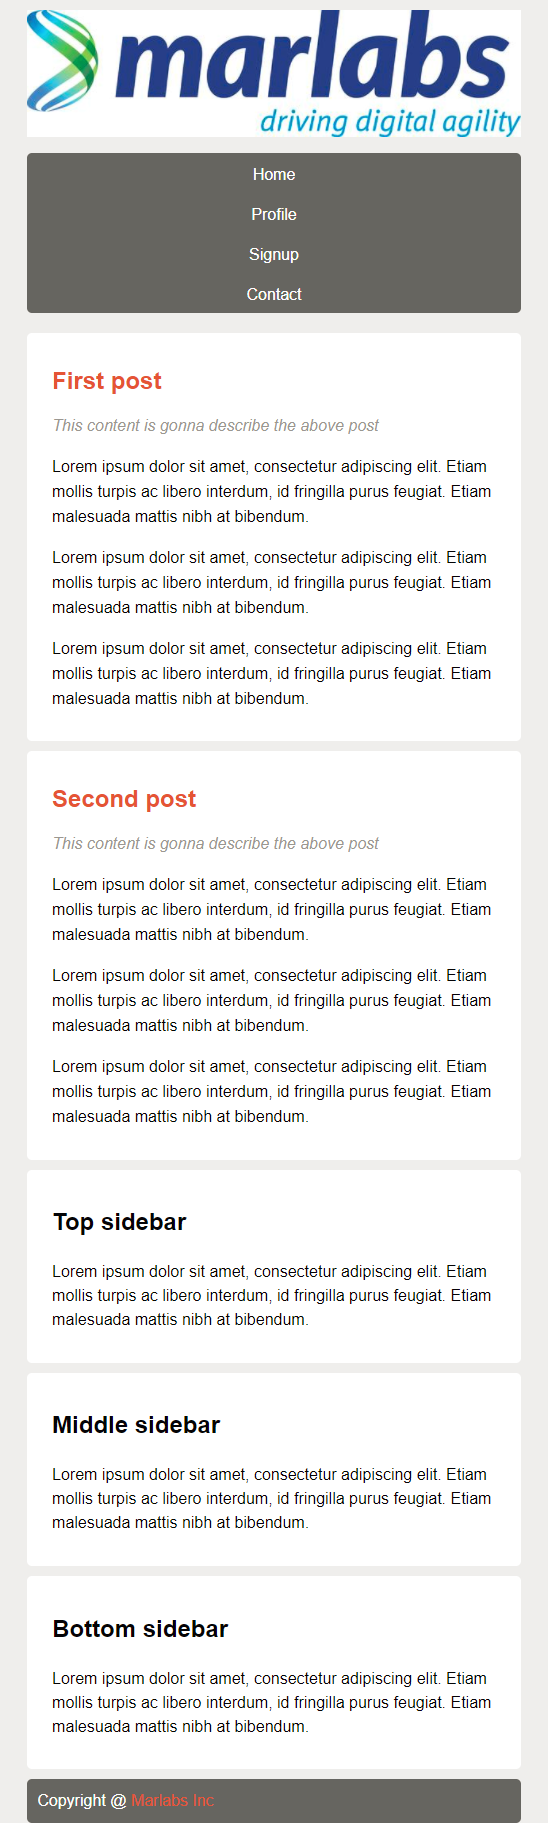 marlabs
driving digital agility
Home
Profile
Signup
Contact
First post
This content is gonna describe the above post
Lorem ipsum dolor sit amet, consectetur adipiscing elit. Etiam
mollis turpis ac libero interdum, id fringilla purus feugiat. Etiam
malesuada mattis nibh at bibendum.
Lorem ipsum dolor sit amet, consectetur adipiscing elit. Etiam
mollis turpis ac libero interdum, id fringilla purus feugiat. Etiam
malesuada mattis nibh at bibendum.
Lorem ipsum dolor sit amet, consectetur adipiscing elit. Etiam
mollis turpis ac libero interdum, id fringilla purus feugiat. Etiam
malesuada mattis nibh at bibendum.
Second post
This content is gonna describe the above post
Lorem ipsum dolor sit amet, consectetur adipiscing elit. Etiam
mollis turpis ac libero interdum, id fringilla purus feugiat. Etiam
malesuada mattis nibh at bibendum.
Lorem ipsum dolor sit amet, consectetur adipiscing elit. Etiam
mollis turpis ac libero interdum, id fringilla purus feugiat. Etiam
malesuada mattis nibh at bibendum.
Lorem ipsum dolor sit amet, consectetur adipiscing elit. Etiam
mollis turpis ac libero interdum, id fringilla purus feugiat. Etiam
malesuada mattis nibh at bibendum.
Top sidebar
Lorem ipsum dolor sit amet, consectetur adipiscing elit. Etiam
mollis turpis ac libero interdum, id fringilla purus feugiat. Etiam
malesuada mattis nibh at bibendum.
Middle sidebar
Lorem ipsum dolor sit amet, consectetur adipiscing elit. Etiam
mollis turpis ac libero interdum, id fringilla purus feugiat. Etiam
malesuada mattis nibh at bibendum.
Bottom sidebar
Lorem ipsum dolor sit amet, consectetur adipiscing elit. Etiam
mollis turpis ac libero interdum, id fringilla purus feugiat. Etiam
malesuada mattis nibh at bibendum.
Copyright @ Marlabs Inc